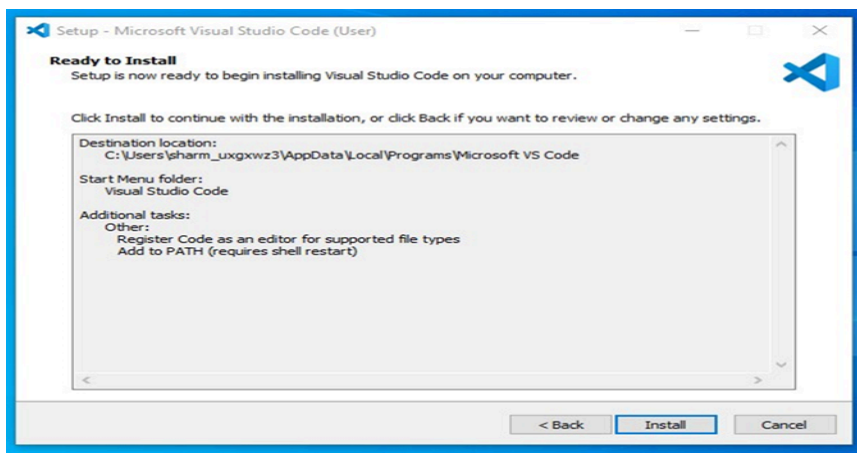 Setup - Microsoft Visual Studio Code (User)
Ready to Install
Setup is now ready to begin installing Visual Studio Code on your computer.
Click Install to continue with the installation, or click Back if you want to review or change any settings.
Destination location:
C:\Users\sharm_uxgxwz3\AppData\Local\Programs\Microsoft VS Code
Start Menu folder:
Visual Studio Code
Additional tasks:
Other:
Register Code as an editor for supported file types
Add to PATH (requires shell restart)
< Back
Install
Cancel